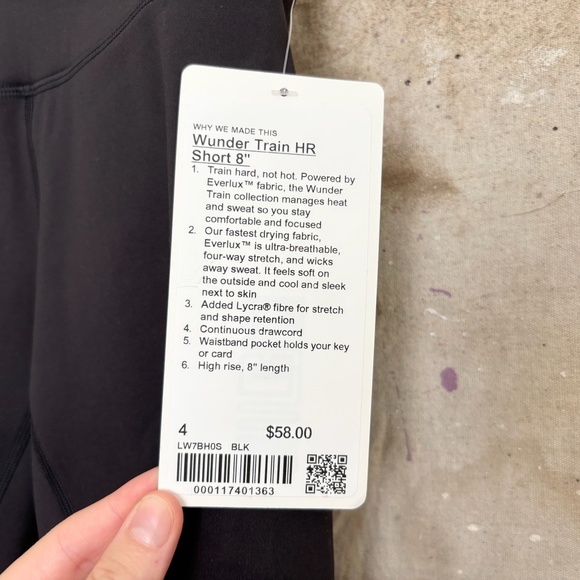 WHY WE MADE THIS
Wunder Train HR
Short 8"
1. Train hard, not hot. Powered by
Everlux™ fabric, the Wunder
Train collection manages heat
and sweat so you stay
comfortable and focused
2. Our fastest drying fabric,
Everlux™ is ultra-breathable,
four-way stretch, and wicks
away sweat. It feels soft on
the outside and cool and sleek
next to skin
3. Added Lycra® fibre for stretch
and shape retention
4. Continuous drawcord
5. Waistband pocket holds your key
or card
6. High rise, 8" length
4 $58.00
LW7BH0S BLK
000117401363